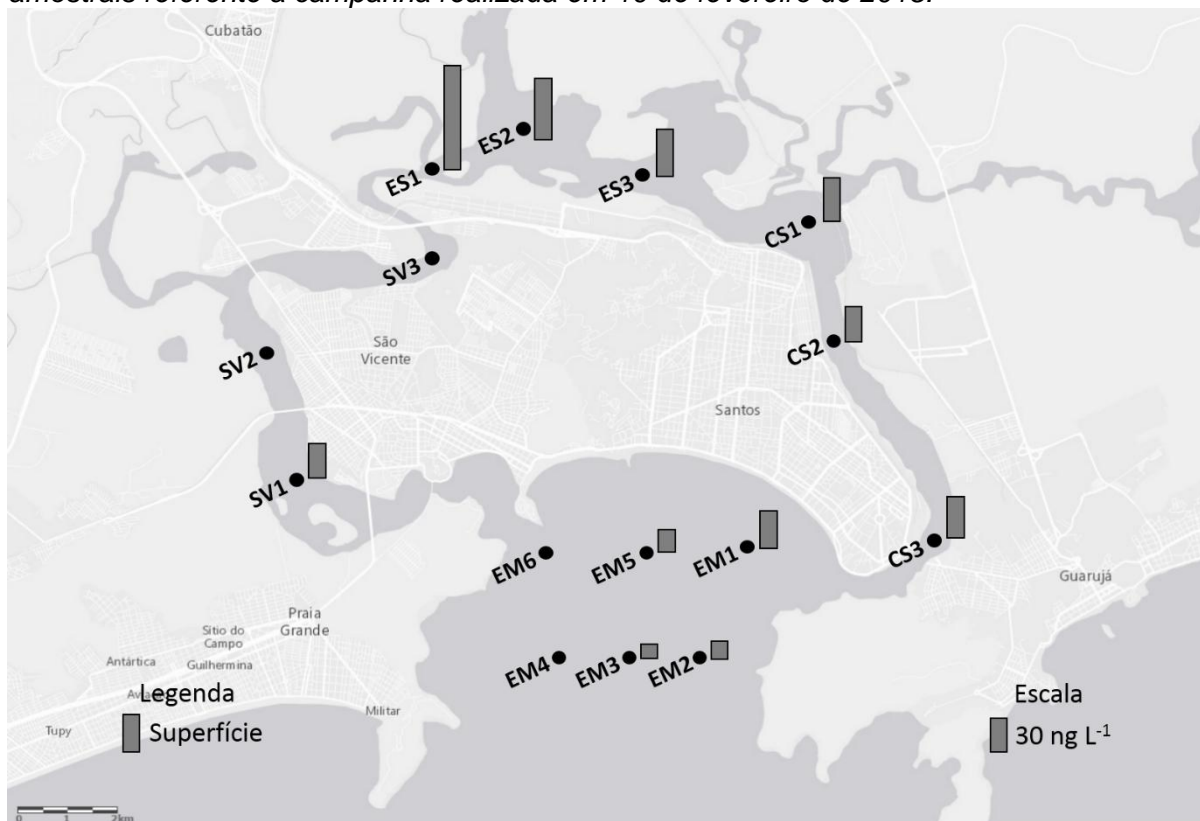 amostrais referente à campanha realizada em de fevereiro de
Cubatão
ES2
ES1
ES3
CS1
SV3
São
Vicente
SV2
CS2
Santos
SV1
EM6
EM5
EM1
CS3
Guarujá
Praia
Grande
Sítio do
Campo
EM4
EM3
EM2
Antártica
Guilhermina
Legenda
Escala
Militar
Tupy
Superfície
30 ng L⁻¹
0 1 2km